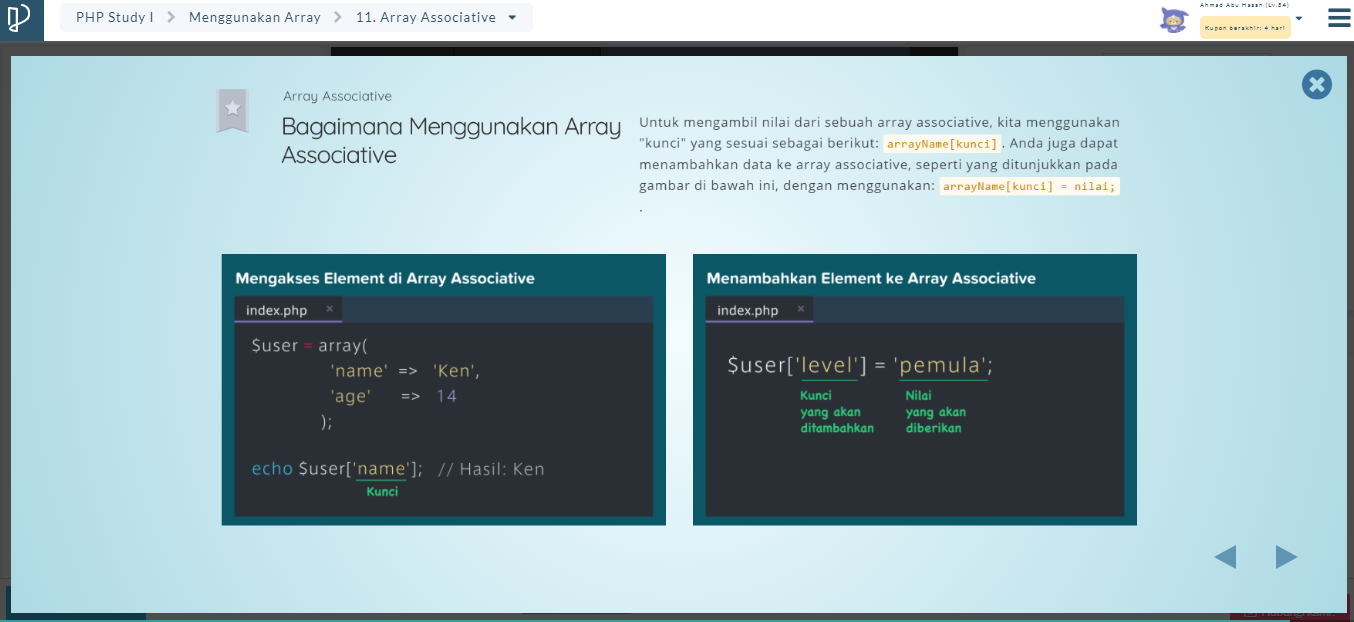 PHP Study I > Menggunakan Array > 11. Array Associative
Ahmad Abu Hasan (Lv.54)
Kupon berakhir: 4 hari
Array Associative
Bagaimana Menggunakan Array
Associative
Untuk mengambil nilai dari sebuah array associative, kita menggunakan
"kunci" yang sesuai sebagai berikut: arrayName[kunci]. Anda juga dapat
menambahkan data ke array associative, seperti yang ditunjukkan pada
gambar di bawah ini, dengan menggunakan: arrayName[kunci] = nilai;
.
Mengakses Element di Array Associative
index.php ×
$user = array(
'name' => 'Ken',
'age' => 14
);
echo $user['name']; // Hasil: Ken
Kunci
Menambahkan Element ke Array Associative
index.php ×
$user['level'] = 'pemula';
Kunci
yang akan
ditambahkan
Nilai
yang akan
diberikan